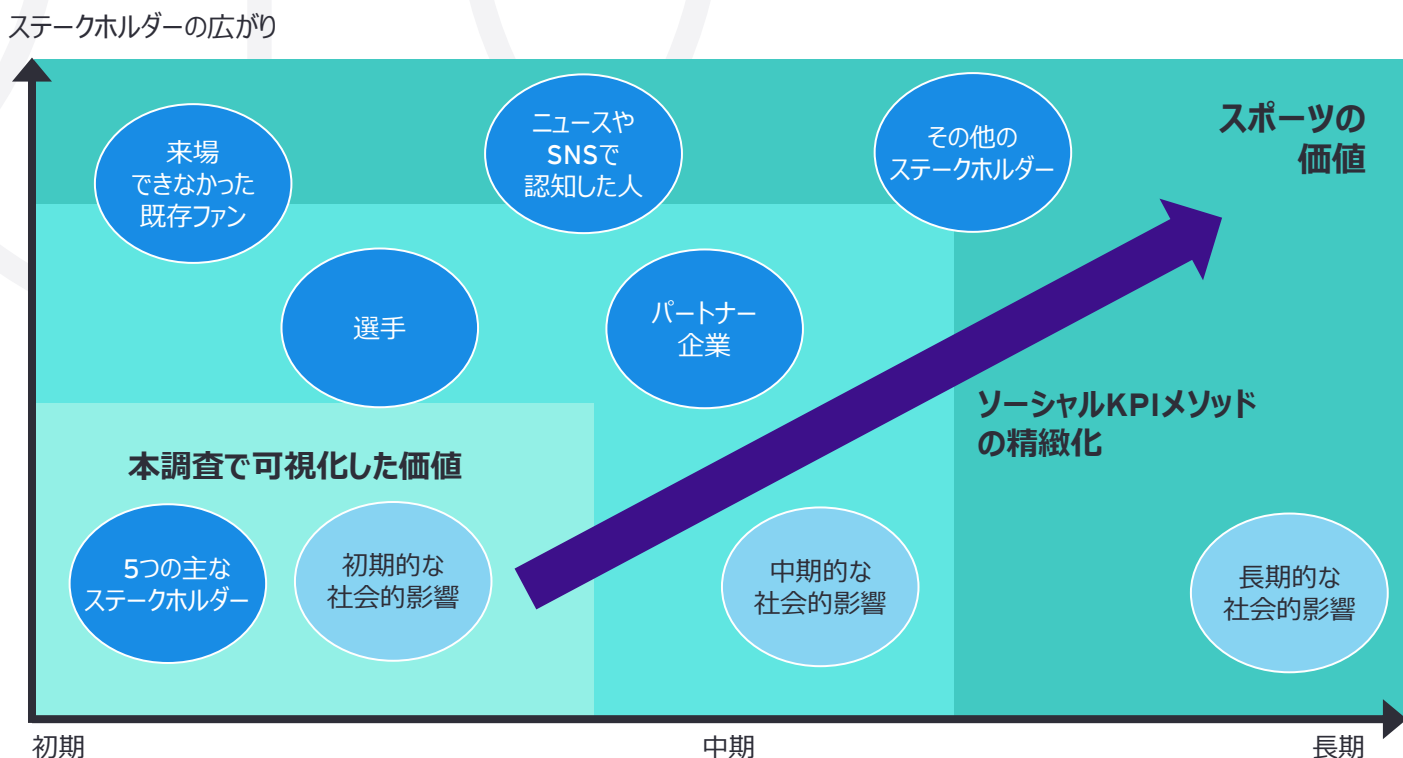 ステークホルダーの広がり
来場
できなかった
既存ファン
ニュースや
SNSで
認知した人
その他の
ステークホルダー
スポーツの
価値
選手
パートナー
企業
ソーシャルKPIメソッド
の精緻化
本調査で可視化した価値
5つの主な
ステークホルダー
初期的な
社会的影響
中期的な
社会的影響
長期的な
社会的影響
初期
中期
長期